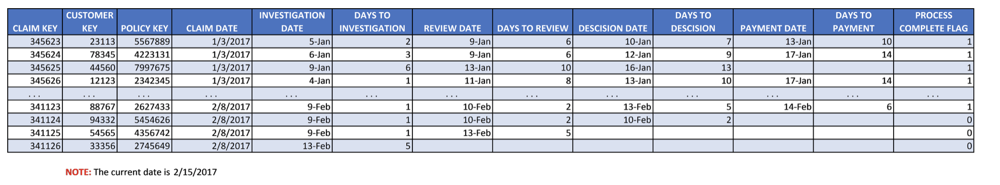 CLAIM KEY CUSTOMER KEY POLICY KEY CLAIM DATE INVESTIGATION DATE DAYS TO INVESTIGATION REVIEW DATE DAYS TO REVIEW DESCISION DATE DAYS TO DESCISION PAYMENT DATE DAYS TO PAYMENT PROCESS COMPLETE FLAG
345623 23113 5567889 1/3/2017 5-Jan 2 9-Jan 6 10-Jan 7 13-Jan 10 1
345624 78345 4223131 1/3/2017 6-Jan 3 9-Jan 6 12-Jan 9 17-Jan 14 1
345625 44560 7997675 1/3/2017 9-Jan 6 13-Jan 10 16-Jan 13 1
345626 12123 2342345 1/3/2017 4-Jan 1 11-Jan 8 13-Jan 10 17-Jan 14 1
. . . . . . . . . . . . . . . . . . . . . . . . . . . . . . . . . . . . . . .
341123 88767 2627433 2/8/2017 9-Feb 1 10-Feb 2 13-Feb 5 14-Feb 6 1
341124 94332 5454626 2/8/2017 9-Feb 1 10-Feb 2 10-Feb 2 0
341125 54565 4356742 2/8/2017 9-Feb 1 13-Feb 5 0
341126 33356 2745649 2/8/2017 13-Feb 5 0
NOTE: The current date is 2/15/2017